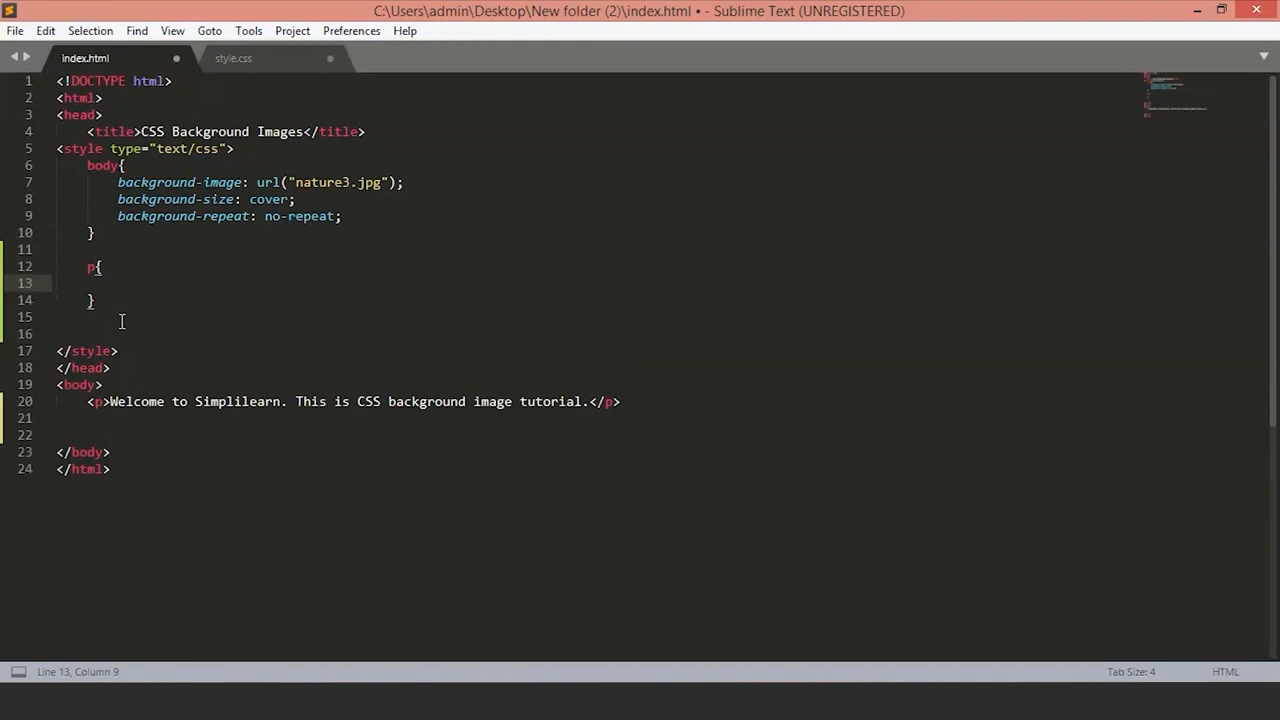 C:\Users\admin\Desktop\New folder (2)\index.html • - Sublime Text (UNREGISTERED)
File Edit Selection Find View Goto Tools Project Preferences Help
index.html style.css
1 <!DOCTYPE html>
2 <html>
3 <head>
4 <title>CSS Background Images</title>
5 <style type="text/css">
6 body{
7 background-image: url("nature3.jpg");
8 background-size: cover;
9 background-repeat: no-repeat;
10 }
11
12 p{
13
14 }
15
16
17 </style>
18 </head>
19 <body>
20 <p>Welcome to Simplilearn. This is CSS background image tutorial.</p>
21
22
23 </body>
24 </html>
Line 13, Column 9 Tab Size: 4 HTML